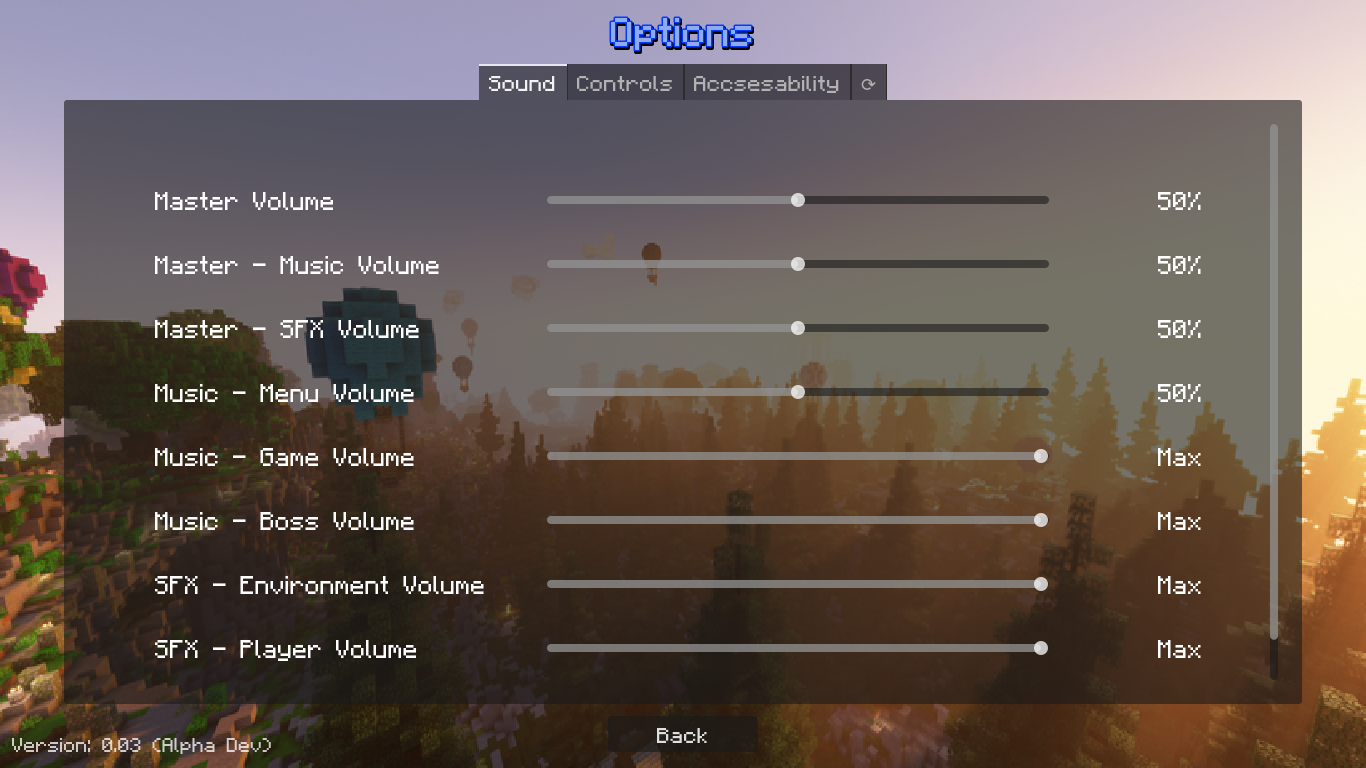 Options
Sound Controls Accsesability ⟳
Master Volume 50%
Master - Music Volume 50%
Master - SFX Volume 50%
Music - Menu Volume 50%
Music - Game Volume Max
Music - Boss Volume Max
SFX - Environment Volume Max
SFX - Player Volume Max
Back
Version: 0.03 (Alpha Dev)